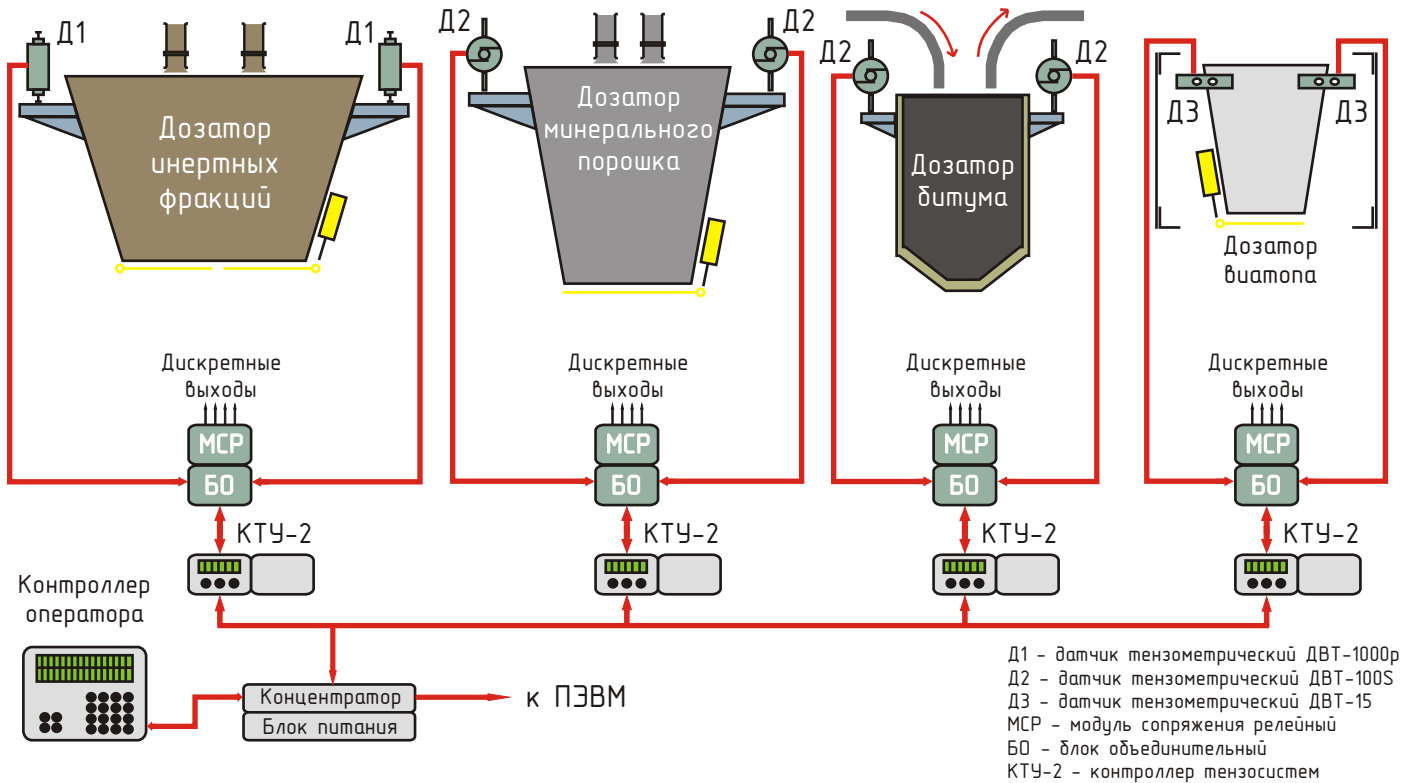 Д1
Д1
Д2
Д2
Д2
Д2
Д3
Д3
Дозатор
инертных
фракций
Дозатор
минерального
порошка
Дозатор
битума
Дозатор
виатопа
Дискретные
выходы
Дискретные
выходы
Дискретные
выходы
Дискретные
выходы
МСР
МСР
МСР
МСР
БО
БО
БО
БО
КТУ-2
КТУ-2
КТУ-2
КТУ-2
Контроллер
оператора
Концентратор
Блок питания
к ПЭВМ
Д1 - датчик тензометрический ДВТ-1000р
Д2 - датчик тензометрический ДВТ-100S
Д3 - датчик тензометрический ДВТ-15
МСР - модуль сопряжения релейный
БО - блок объединительный
КТУ-2 - контроллер тензосистем